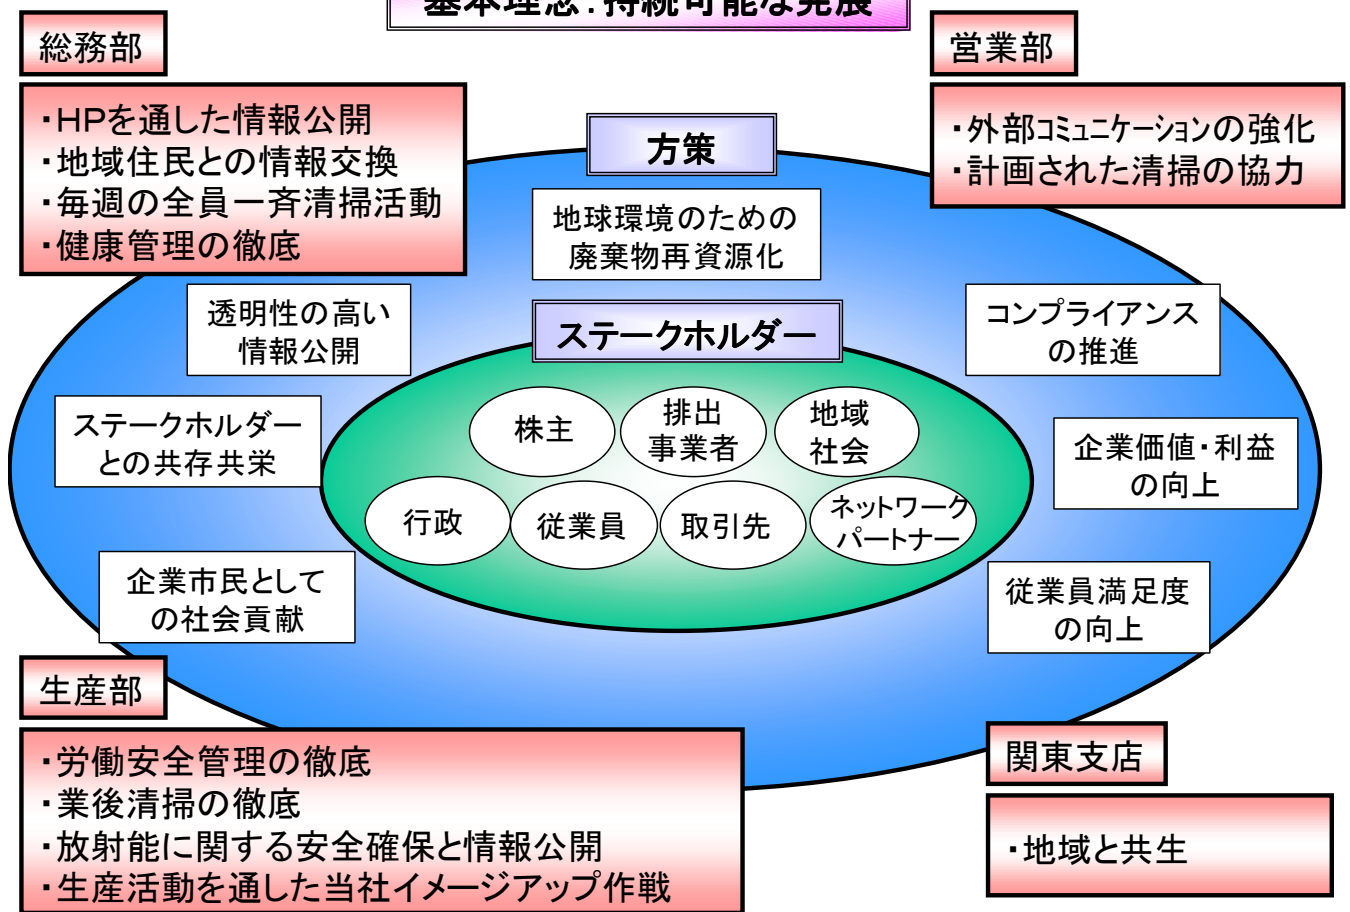 基本理念:持続可能な発展
総務部
・HPを通した情報公開
・地域住民との情報交換
・毎週の全員一斉清掃活動
・健康管理の徹底
営業部
・外部コミュニケーションの強化
・計画された清掃の協力
方策
地球環境のための
廃棄物再資源化
透明性の高い
情報公開
コンプライアンス
の推進
ステークホルダー
ステークホルダー
との共存共栄
企業価値・利益
の向上
株主
排出
事業者
地域
社会
行政
従業員
取引先
ネットワーク
パートナー
企業市民として
の社会貢献
従業員満足度
の向上
生産部
・労働安全管理の徹底
・業後清掃の徹底
・放射能に関する安全確保と情報公開
・生産活動を通した当社イメージアップ作戦
関東支店
・地域と共生